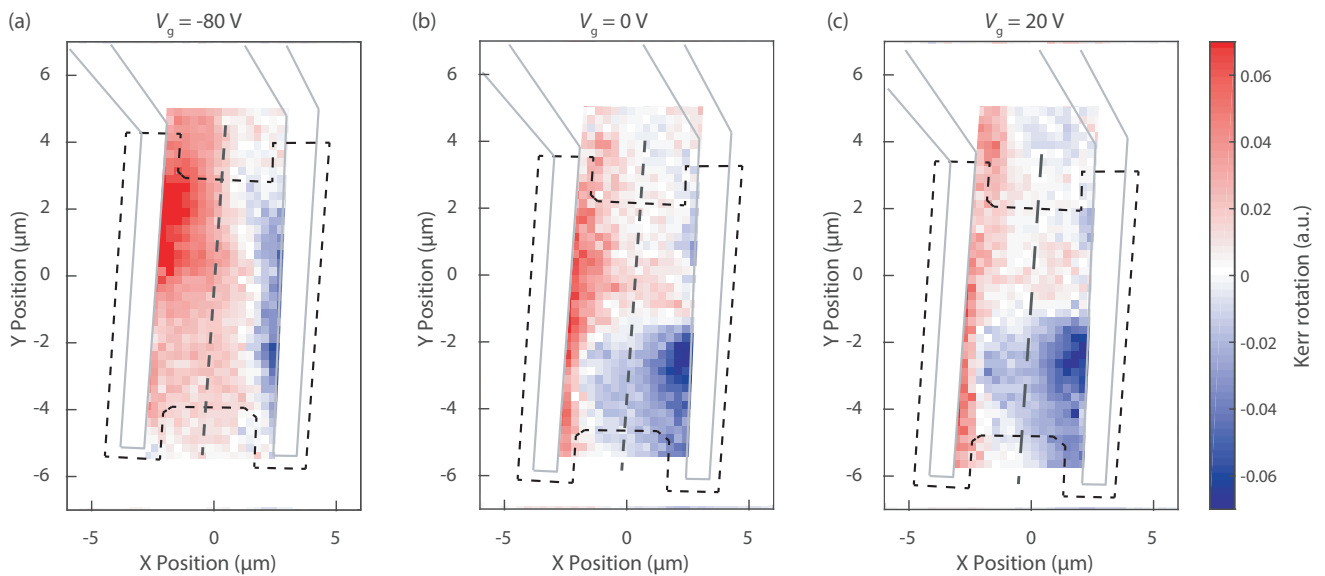 (a)
V_g = -80 V
(b)
V_g = 0 V
(c)
V_g = 20 V
6
4
2
0
-2
-4
-6
Y Position (μm)
-5
0
5
X Position (μm)
6
4
2
0
-2
-4
-6
Y Position (μm)
-5
0
5
X Position (μm)
6
4
2
0
-2
-4
-6
Y Position (μm)
-5
0
5
X Position (μm)
0.06
0.04
0.02
0
-0.02
-0.04
-0.06
Kerr rotation (a.u.)